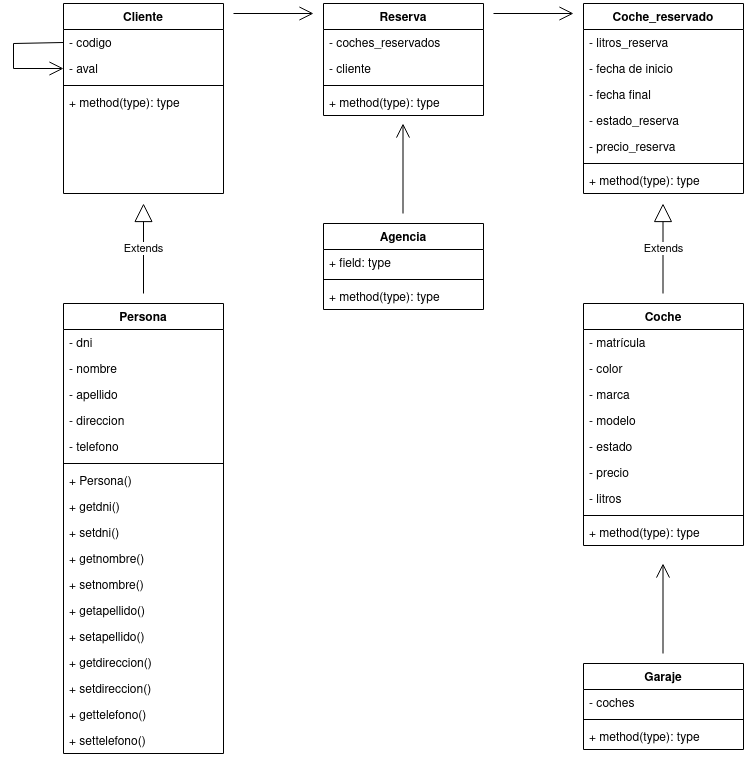 Cliente
- codigo
- aval
+ method(type): type
Reserva
- coches_reservados
- cliente
+ method(type): type
Coche_reservado
- litros_reserva
- fecha de inicio
- fecha final
- estado_reserva
- precio_reserva
+ method(type): type
Extends
Agencia
+ field: type
+ method(type): type
Extends
Persona
- dni
- nombre
- apellido
- direccion
- telefono
+ Persona()
+ getdni()
+ setdni()
+ getnombre()
+ setnombre()
+ getapellido()
+ setapellido()
+ getdireccion()
+ setdireccion()
+ gettelefono()
+ settelefono()
Coche
- matrícula
- color
- marca
- modelo
- estado
- precio
- litros
+ method(type): type
Garaje
- coches
+ method(type): type